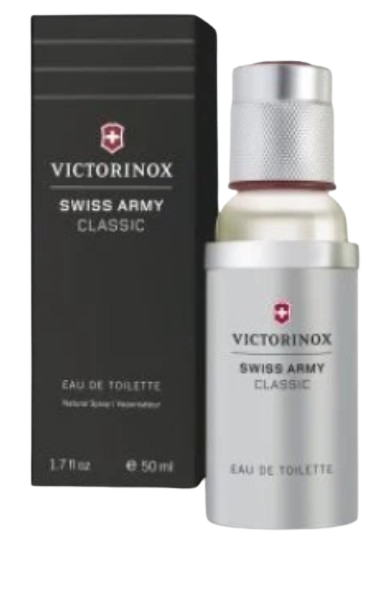 VICTORINOX
SWISS ARMY
CLASSIC
EAU DE TOILETTE
Natural Spray / Vaporisateur
1.7 fl oz ℮ 50 ml
VICTORINOX
SWISS ARMY
CLASSIC
EAU DE TOILETTE